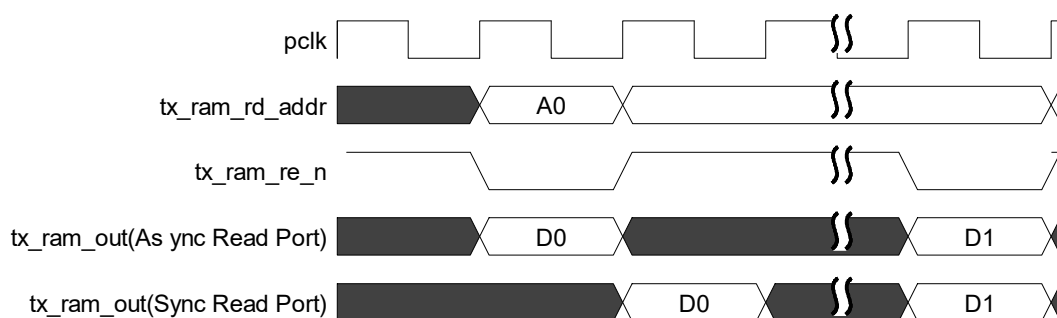 pclk
tx_ram_rd_addr A0
tx_ram_re_n
tx_ram_out(As ync Read Port) D0 D1
tx_ram_out(Sync Read Port) D0 D1